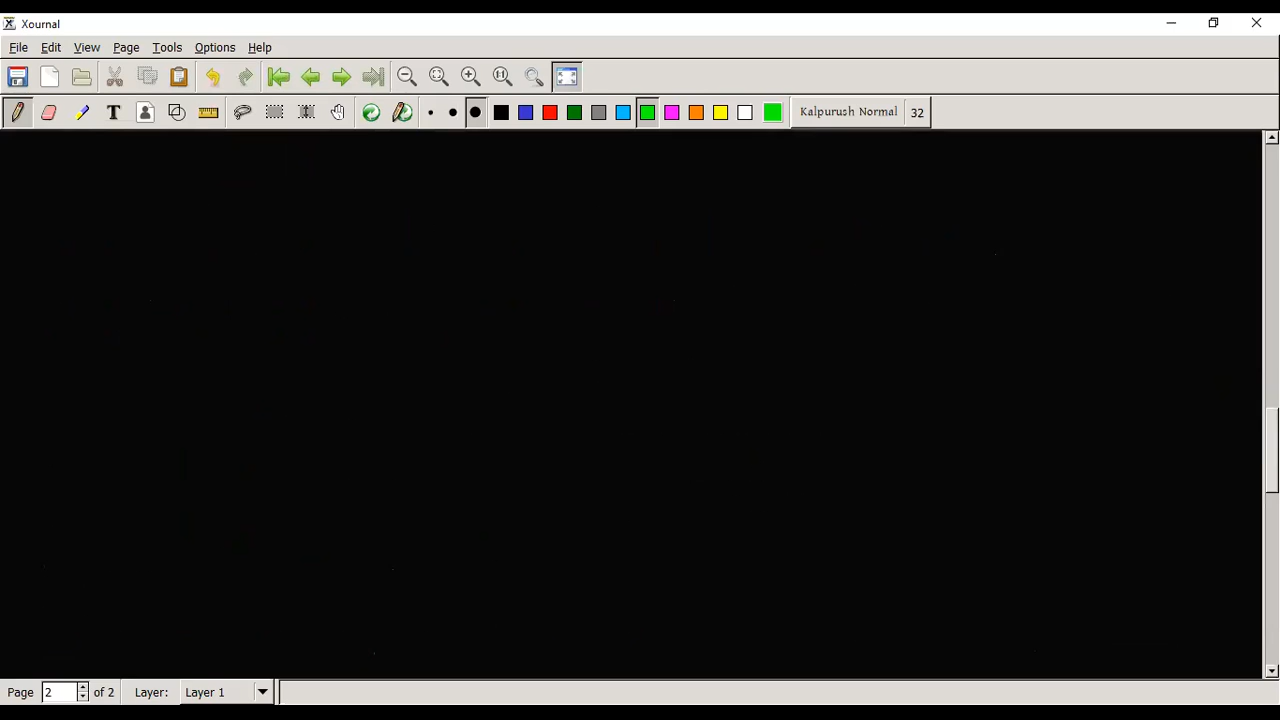 Xournal
File Edit View Page Tools Options Help
T Kalpurush Normal 32
Page 2 of 2 Layer: Layer 1